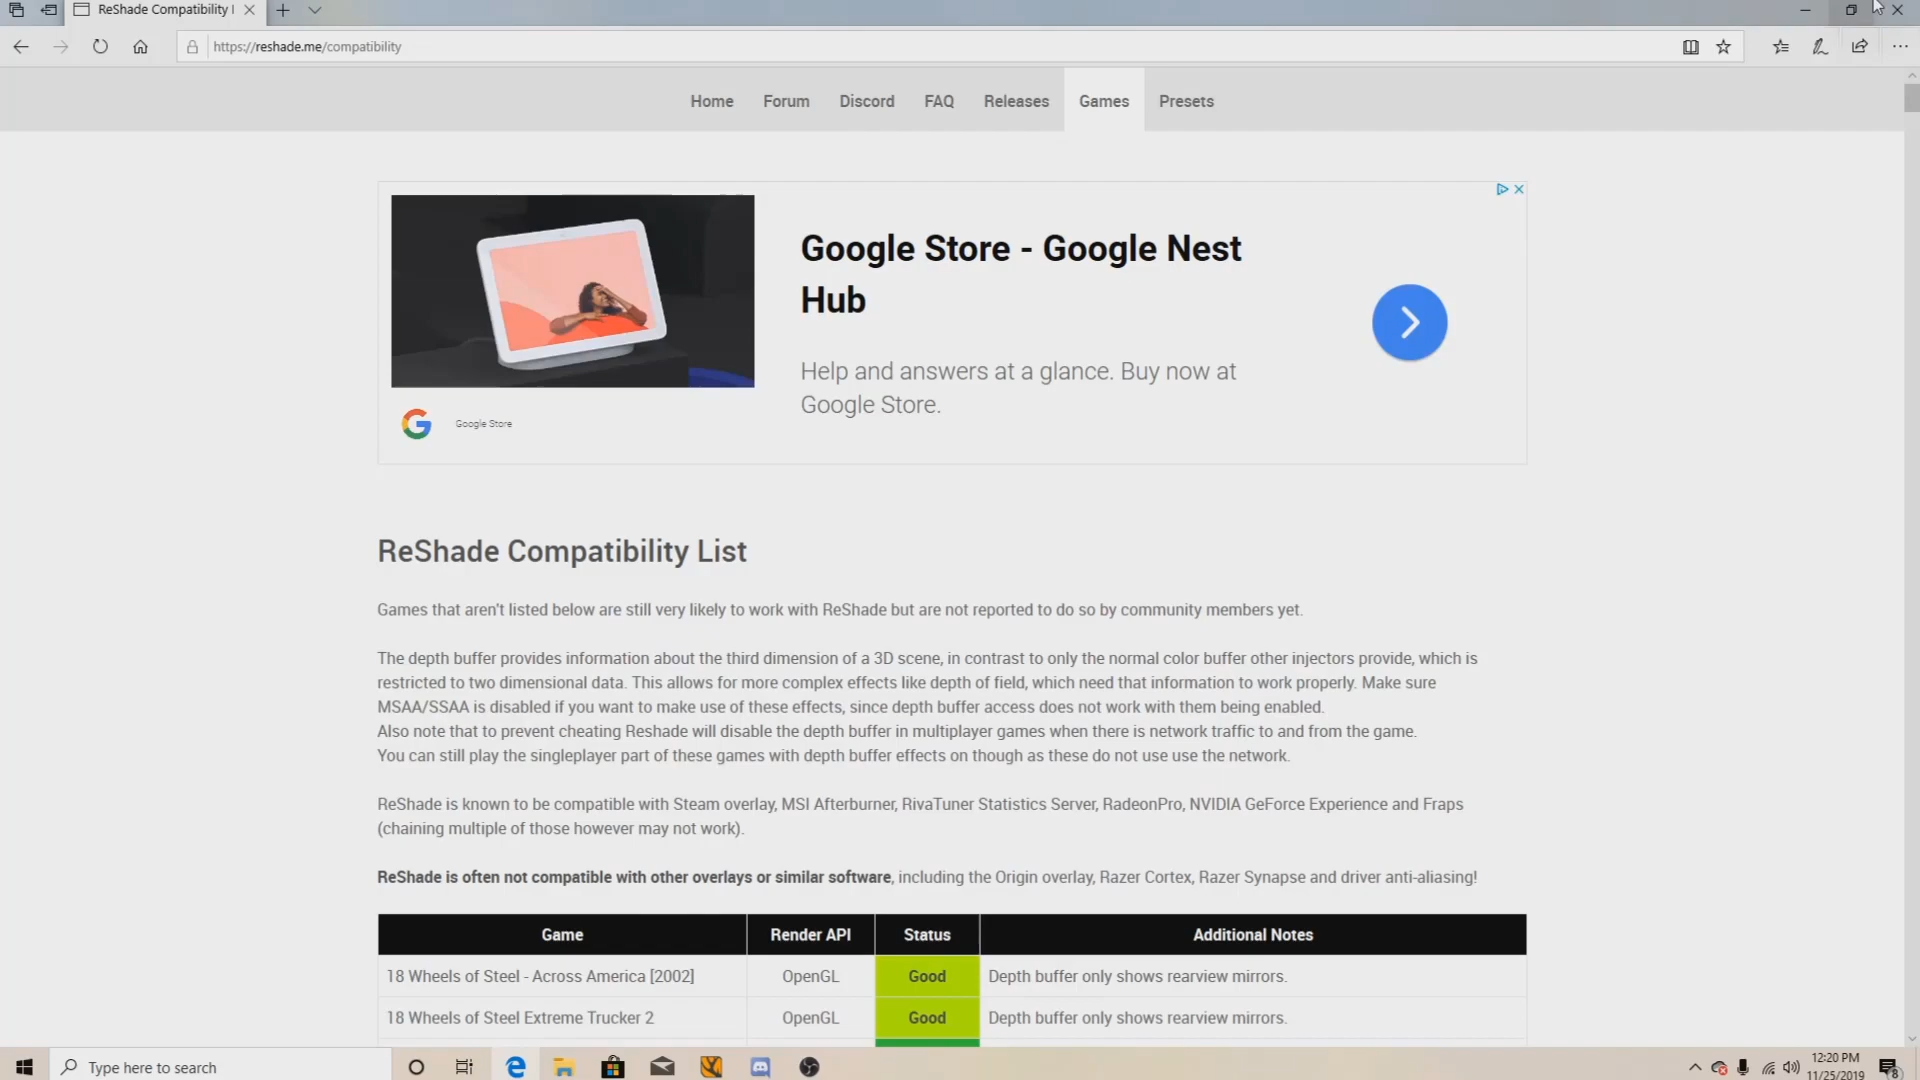 ReShade Compatibility l
https://reshade.me/compatibility
Home Forum Discord FAQ Releases Games Presets
Google Store - Google Nest
Hub
Help and answers at a glance. Buy now at
Google Store.
Google Store
ReShade Compatibility List
Games that aren't listed below are still very likely to work with ReShade but are not reported to do so by community members yet.
The depth buffer provides information about the third dimension of a 3D scene, in contrast to only the normal color buffer other injectors provide, which is
restricted to two dimensional data. This allows for more complex effects like depth of field, which need that information to work properly. Make sure
MSAA/SSAA is disabled if you want to make use of these effects, since depth buffer access does not work with them being enabled.
Also note that to prevent cheating Reshade will disable the depth buffer in multiplayer games when there is network traffic to and from the game.
You can still play the singleplayer part of these games with depth buffer effects on though as these do not use use the network.
ReShade is known to be compatible with Steam overlay, MSI Afterburner, RivaTuner Statistics Server, RadeonPro, NVIDIA GeForce Experience and Fraps
(chaining multiple of those however may not work).
ReShade is often not compatible with other overlays or similar software, including the Origin overlay, Razer Cortex, Razer Synapse and driver anti-aliasing!
Game Render API Status Additional Notes
18 Wheels of Steel - Across America [2002] OpenGL Good Depth buffer only shows rearview mirrors.
18 Wheels of Steel Extreme Trucker 2 OpenGL Good Depth buffer only shows rearview mirrors.
Type here to search
12:20 PM
11/25/2019
8